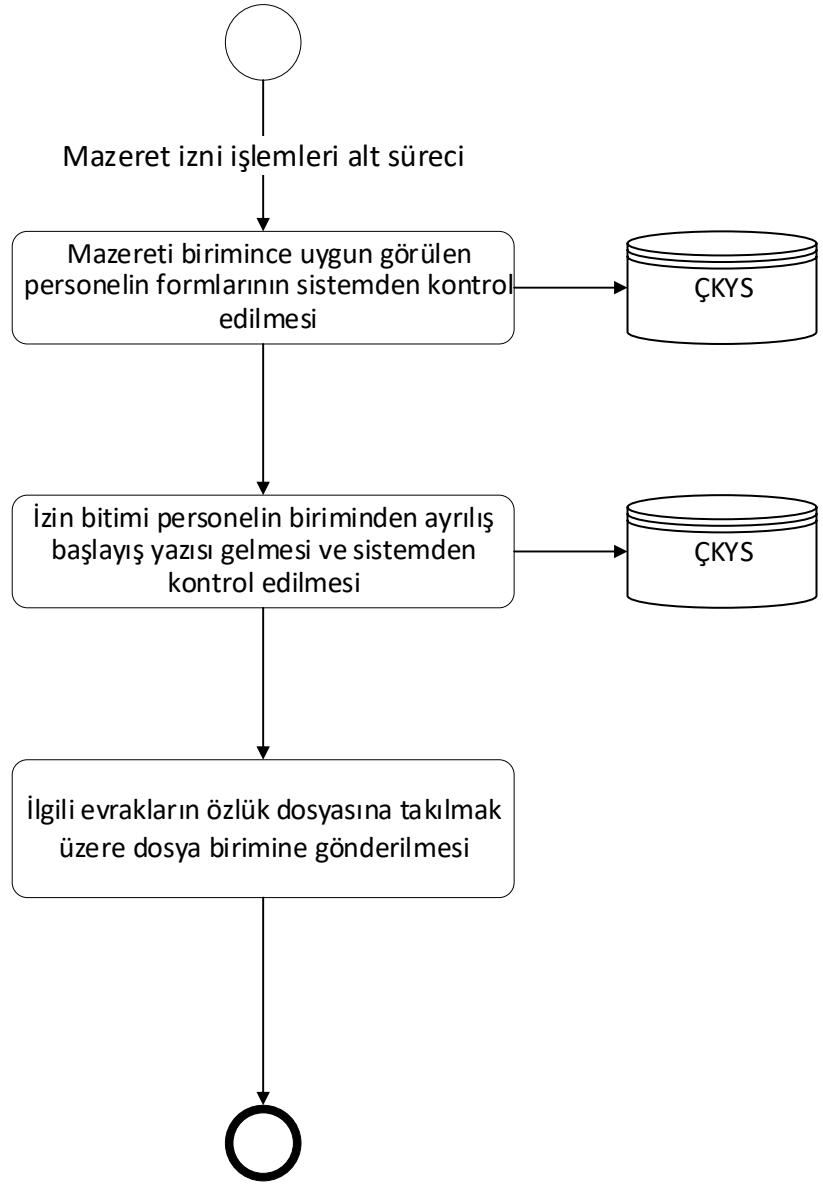 Mazeret izni işlemleri alt süreci
Mazereti birimince uygun görülen
personelin formlarının sistemden kontrol
edilmesi
ÇKYS
İzin bitimi personelin biriminden ayrılış
başlayış yazısı gelmesi ve sistemden
kontrol edilmesi
ÇKYS
İlgili evrakların özlük dosyasına takılmak
üzere dosya birimine gönderilmesi